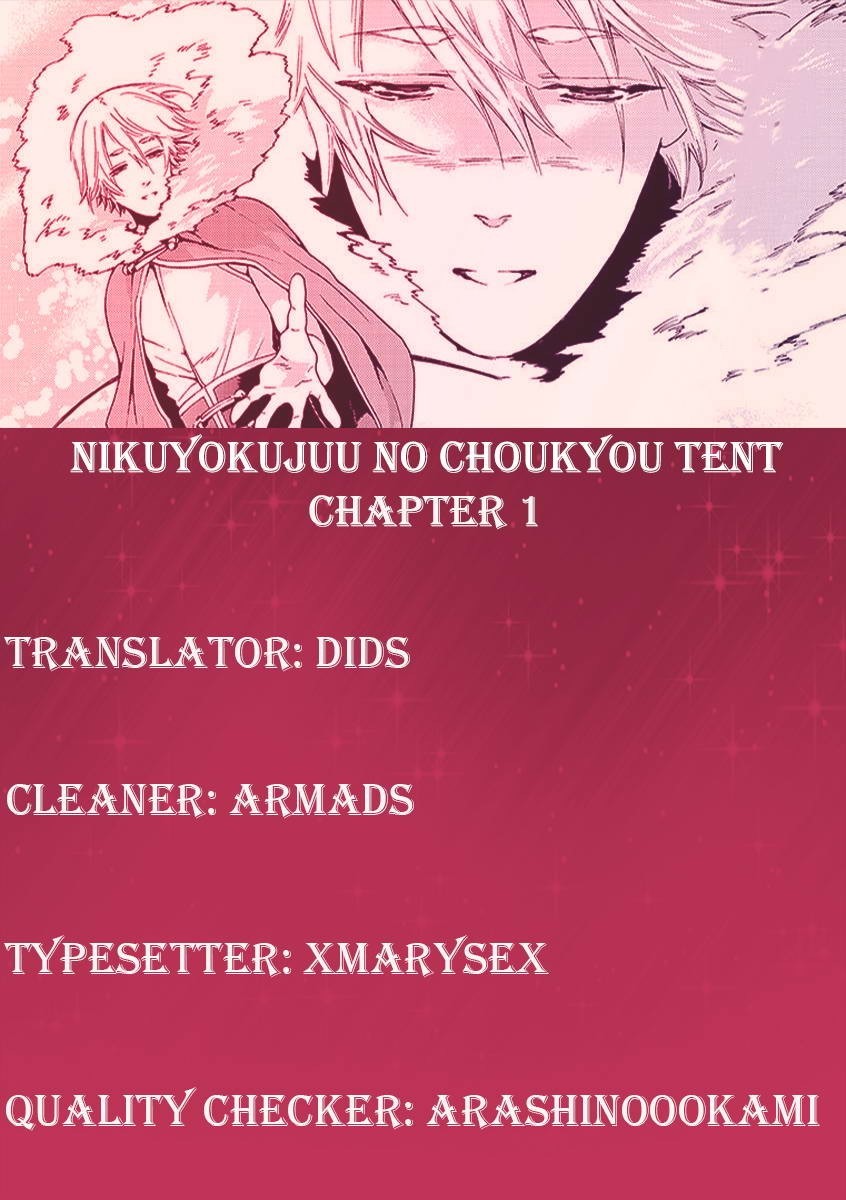 NIKUYOKUJUU NO CHOUKYOU TENT
CHAPTER 1
TRANSLATOR: DIDS
CLEANER: ARMADS
TYPESETTER: XMARYSEX
QUALITY CHECKER: ARASHINOOOKAMI